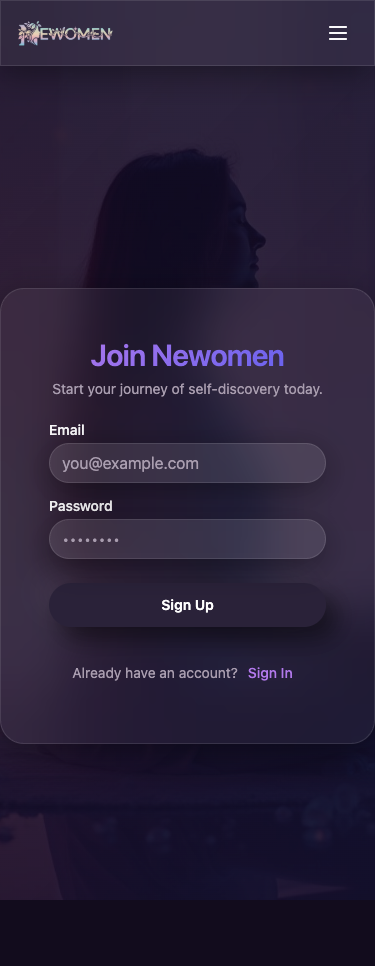 NEWOMEN
Join Newomen
Start your journey of self-discovery today.
Email
you@example.com
Password
••••••••
Sign Up
Already have an account? Sign In